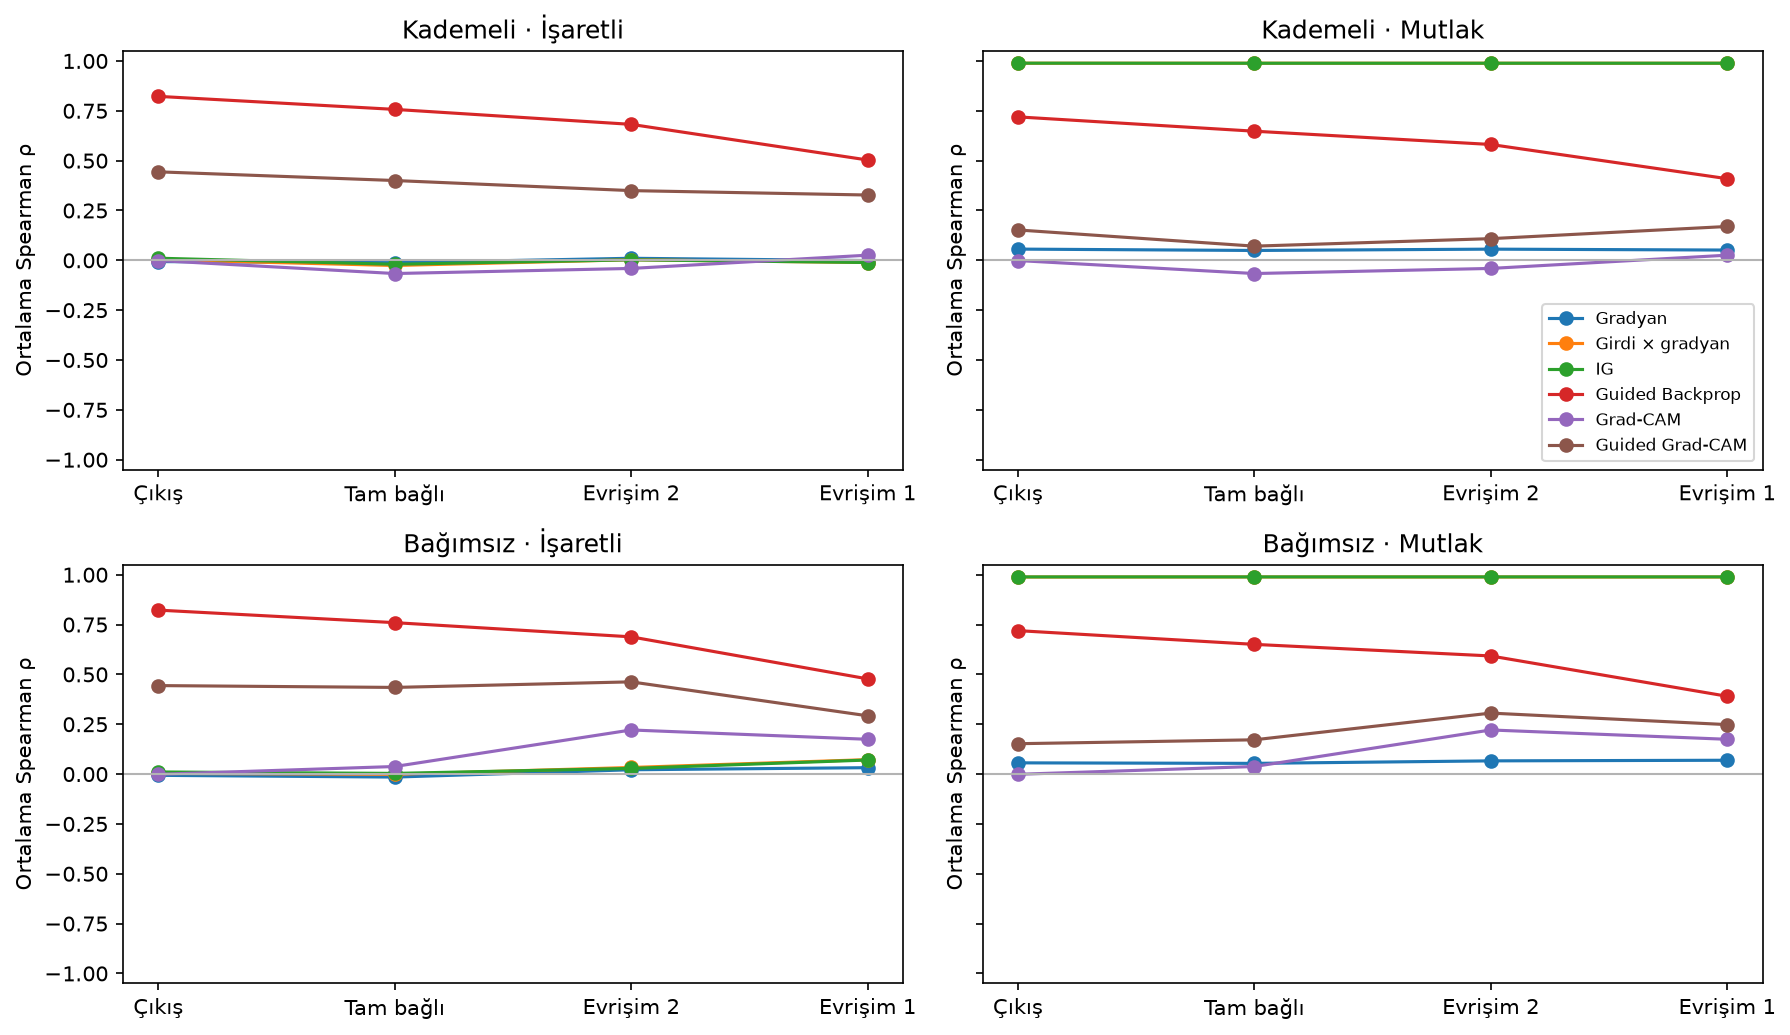 Kademeli · İşaretli
Ortalama Spearman ρ
1.00
0.75
0.50
0.25
0.00
−0.25
−0.50
−0.75
−1.00
Çıkış
Tam bağlı
Evrişim 2
Evrişim 1
Kademeli · Mutlak
Ortalama Spearman ρ
Gradyan
Girdi × gradyan
IG
Guided Backprop
Grad-CAM
Guided Grad-CAM
Çıkış
Tam bağlı
Evrişim 2
Evrişim 1
Bağımsız · İşaretli
Ortalama Spearman ρ
1.00
0.75
0.50
0.25
0.00
−0.25
−0.50
−0.75
−1.00
Çıkış
Tam bağlı
Evrişim 2
Evrişim 1
Bağımsız · Mutlak
Ortalama Spearman ρ
Çıkış
Tam bağlı
Evrişim 2
Evrişim 1